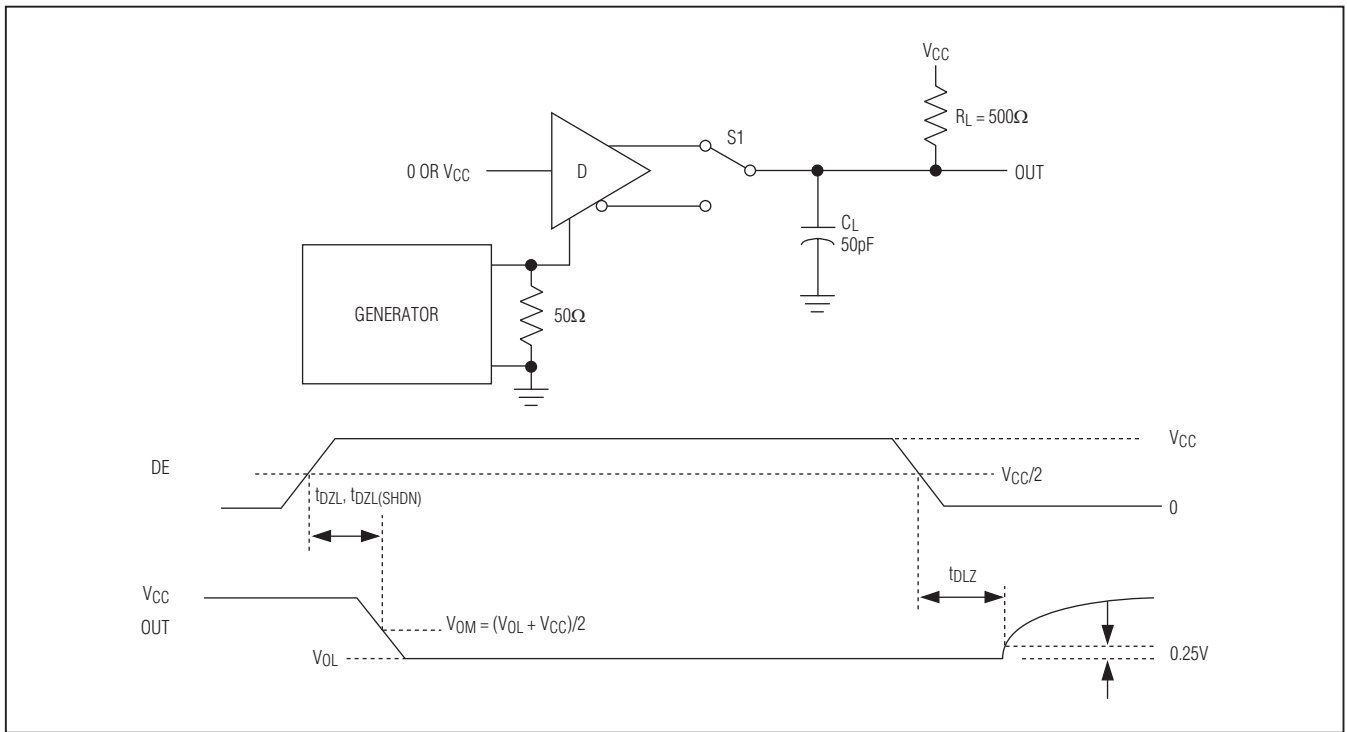 VCC
RL = 500Ω
S1
0 OR VCC
D
OUT
CL
50pF
GENERATOR
50Ω
VCC
DE
VCC/2
tDZL, tDZL(SHDN)
0
tDLZ
VCC
OUT
VOM = (VOL + VCC)/2
VOL
0.25V